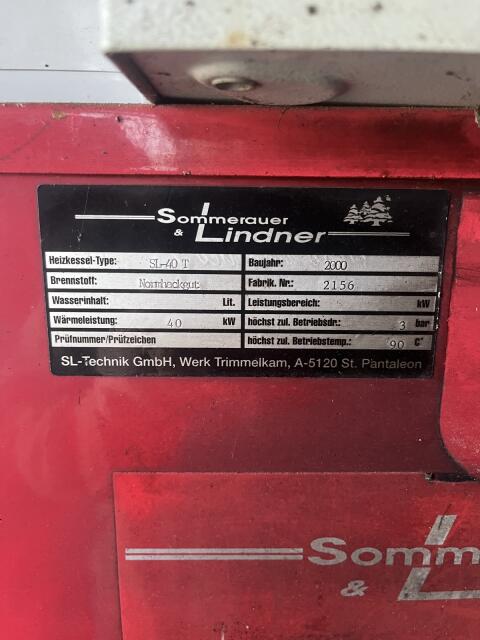 Sommerauer
& Lindner
Heizkessel-Type: SL-40 T Baujahr: 2000
Brennstoff: Normhackgut Fabrik. Nr.: 2156
Wasserinhalt: Lit. Leistungsbereich: kW
Wärmeleistung: 40 kW höchst zul. Betriebsdr.: 3 bar
Prüfnummer/Prüfzeichen höchst zul. Betriebstemp.: 90 C°
SL-Technik GmbH, Werk Trimmelkam, A-5120 St. Pantaleon
Somme
& L